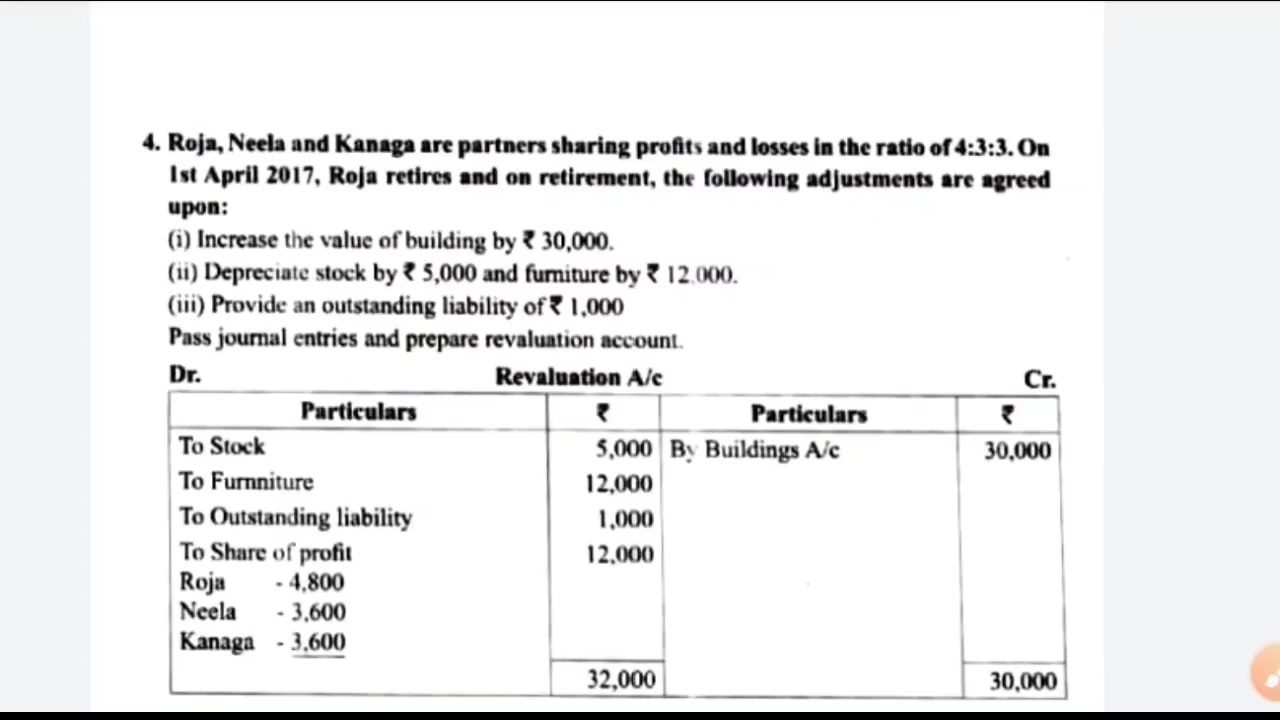 4. Roja, Neela and Kanaga are partners sharing profits and losses in the ratio of 4:3:3. On
1st April 2017, Roja retires and on retirement, the following adjustments are agreed
upon:
(i) Increase the value of building by ₹ 30,000.
(ii) Depreciate stock by ₹ 5,000 and furniture by ₹ 12.000.
(iii) Provide an outstanding liability of ₹ 1,000
Pass journal entries and prepare revaluation account.
Dr. Revaluation A/c Cr.
Particulars ₹ Particulars ₹
To Stock 5,000 By Buildings A/c 30,000
To Furnniture 12,000
To Outstanding liability 1,000
To Share of profit 12,000
Roja - 4,800
Neela - 3,600
Kanaga - 3,600
32,000 30,000